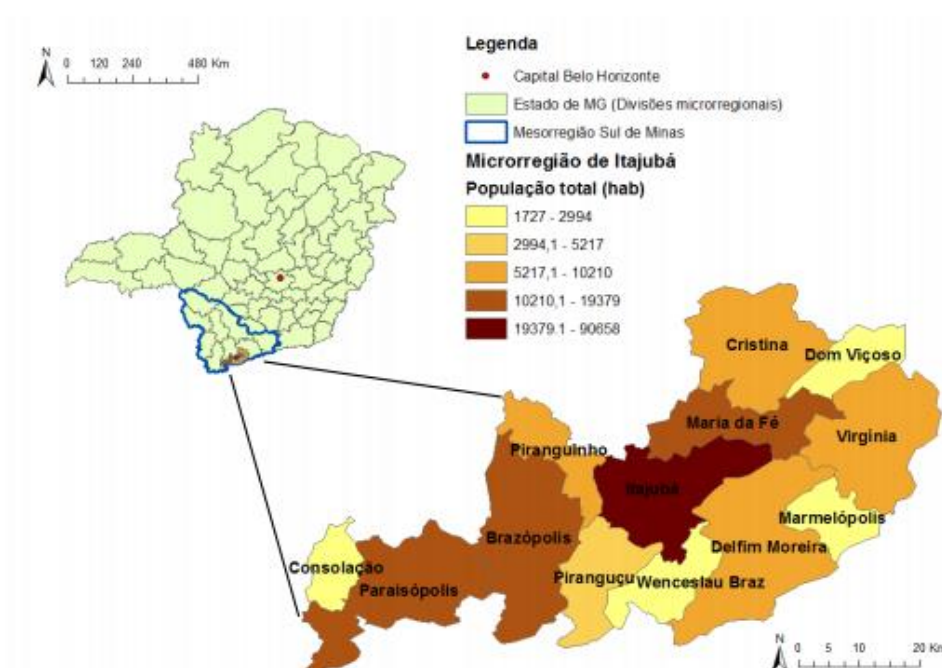 N
0 120 240 480 Km
Legenda
Capital Belo Horizonte
Estado de MG (Divisões microrregionais)
Mesorregião Sul de Minas
Microrregião de Itajubá
População total (hab)
1727 - 2994
2994,1 - 5217
5217,1 - 10210
10210,1 - 19379
19379.1 - 90658
Cristina
Dom Viçoso
Maria da Fé
Virgínia
Piranguinho
Itajubá
Marmelópolis
Brazópolis
Delfim Moreira
Consolação
Paraisópolis
Piranguçu
Wenceslau Braz
N
0 5 10 20 Km